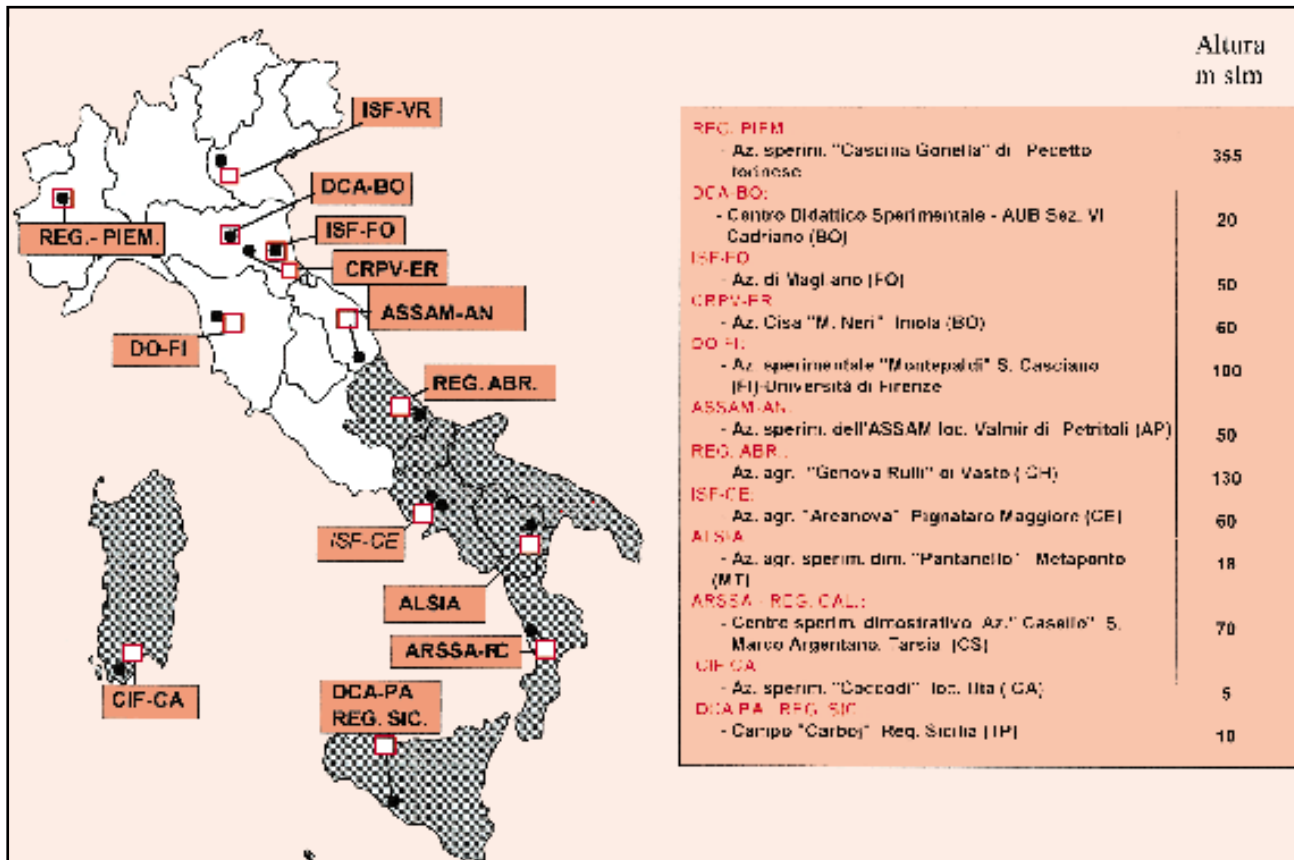 Altura
m slm
ISF-VR
DCA-BO
REG.- PIEM.
ISF-FO
CRPV-ER
ASSAM-AN
DO-FI
REG. ABR.
ISF-CE
ALSIA
ARSSA-RC
CIF-CA
DCA-PA
REG. SIC.
REG. PIEM
- Az. sperim. "Cascina Gonella" di Pecetto
torinese
355
DCA-BO:
- Centro Didattico Sperimentale - AUB Sez. VI
Cadriano (BO)
20
ISF-FO
- Az. di Magliano (FO)
50
CRPV-ER
- Az. Cisa "M. Neri" Imola (BO)
60
DO-FI:
- Az. sperimentale "Montepaldi" S. Casciano
(FI)-Università di Firenze
100
ASSAM-AN:
- Az. sperim. dell'ASSAM loc. Valmir di Petritoli (AP)
50
REG. ABR.:
Az. agr. "Genova Rulli" di Vasto (CH)
130
ISF-CE:
Az. agr. "Areanova" Pignataro Maggiore (CE)
60
ALSIA
- Az. agr. sperim. dim. "Pantanello" Metaponto
(MT)
18
ARSSA - REG. CAL.:
- Centro sperim. dimostrativo Az." Casello" S.
Marco Argentano, Tarsia (CS)
70
CIF-CA
- Az. sperim. "Coccodi" loc. Uta (CA)
5
DCA PA REG. SIC
- Campo "Carboj" Reg. Sicilia (TP)
10